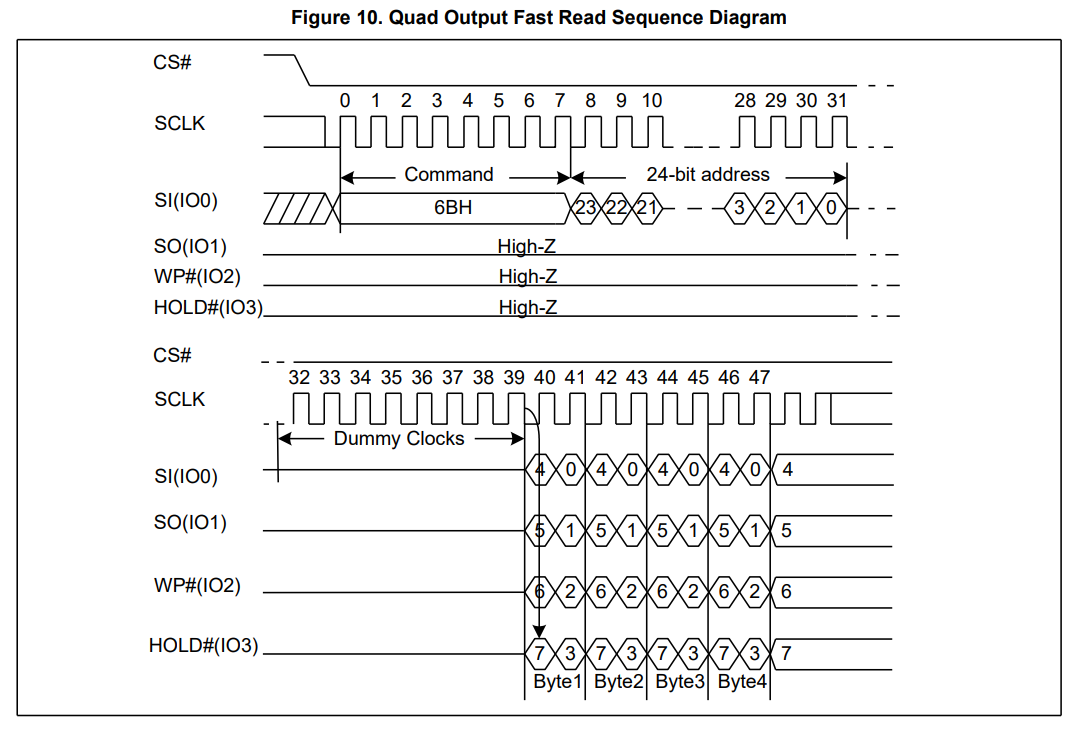 Figure 10. Quad Output Fast Read Sequence Diagram
CS#
0 1 2 3 4 5 6 7 8 9 10 28 29 30 31
SCLK
Command 24-bit address
SI(IO0) 6BH 23 22 21 3 2 1 0
SO(IO1) High-Z
WP#(IO2) High-Z
HOLD#(IO3) High-Z
CS#
32 33 34 35 36 37 38 39 40 41 42 43 44 45 46 47
SCLK
Dummy Clocks
SI(IO0) 4 0 4 0 4 0 4 0 4
SO(IO1) 5 1 5 1 5 1 5 1 5
WP#(IO2) 6 2 6 2 6 2 6 2 6
HOLD#(IO3) 7 3 7 3 7 3 7 3 7
Byte1 Byte2 Byte3 Byte4